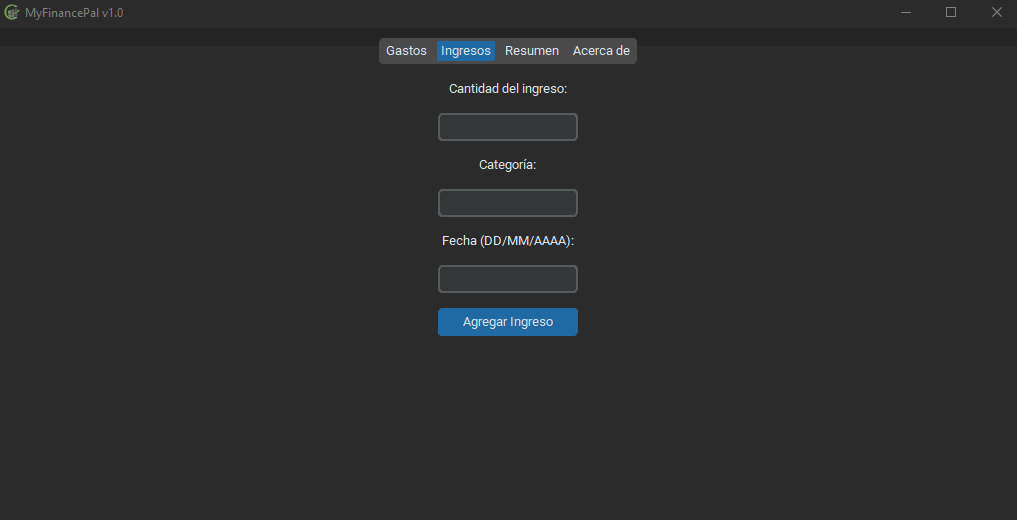 MyFinancePal v1.0
Gastos Ingresos Resumen Acerca de
Cantidad del ingreso:
Categoría:
Fecha (DD/MM/AAAA):
Agregar Ingreso